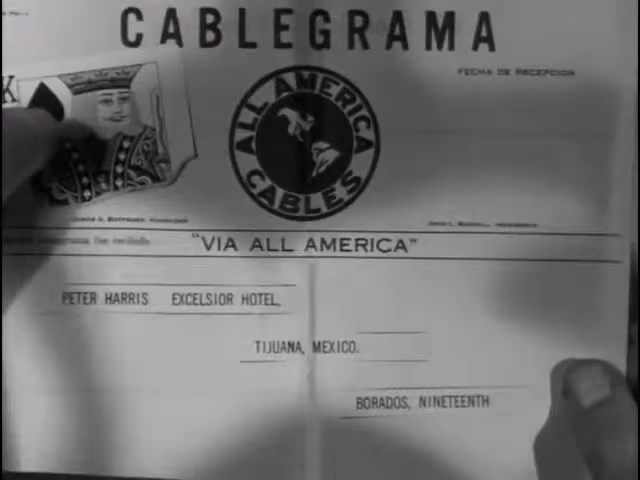 CABLEGRAMA
FECHA DE RECEPCION
K
ALL AMERICA
CABLES
"VIA ALL AMERICA"
PETER HARRIS EXCELSIOR HOTEL,
TIJUANA, MEXICO.
BORADOS, NINETEENTH